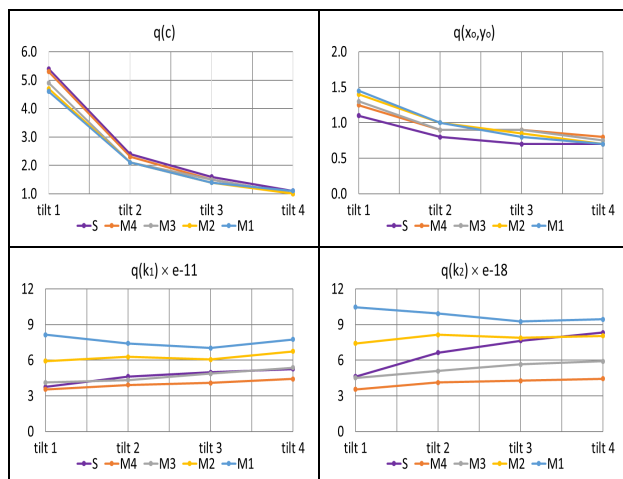 q(c)
6.0
5.0
4.0
3.0
2.0
1.0
tilt 1 tilt 2 tilt 3 tilt 4
S M4 M3 M2 M1
q(xₒ,yₒ)
2.0
1.5
1.0
0.5
0.0
tilt 1 tilt 2 tilt 3 tilt 4
S M4 M3 M2 M1
q(k₁) × e-11
12
9
6
3
0
tilt 1 tilt 2 tilt 3 tilt 4
S M4 M3 M2 M1
q(k₂) × e-18
12
9
6
3
0
tilt 1 tilt 2 tilt 3 tilt 4
S M4 M3 M2 M1